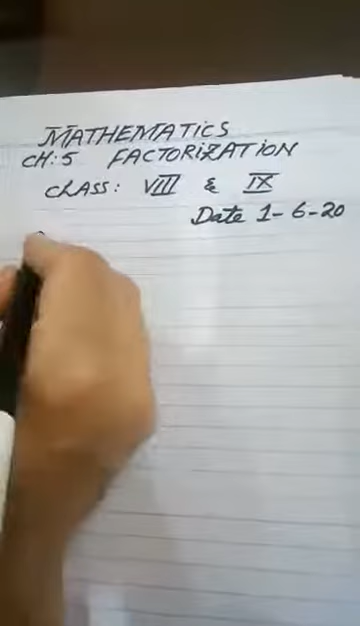 MATHEMATICS
CH:5 FACTORIZATION
CLASS: VIII & IX
Date 1-6-20